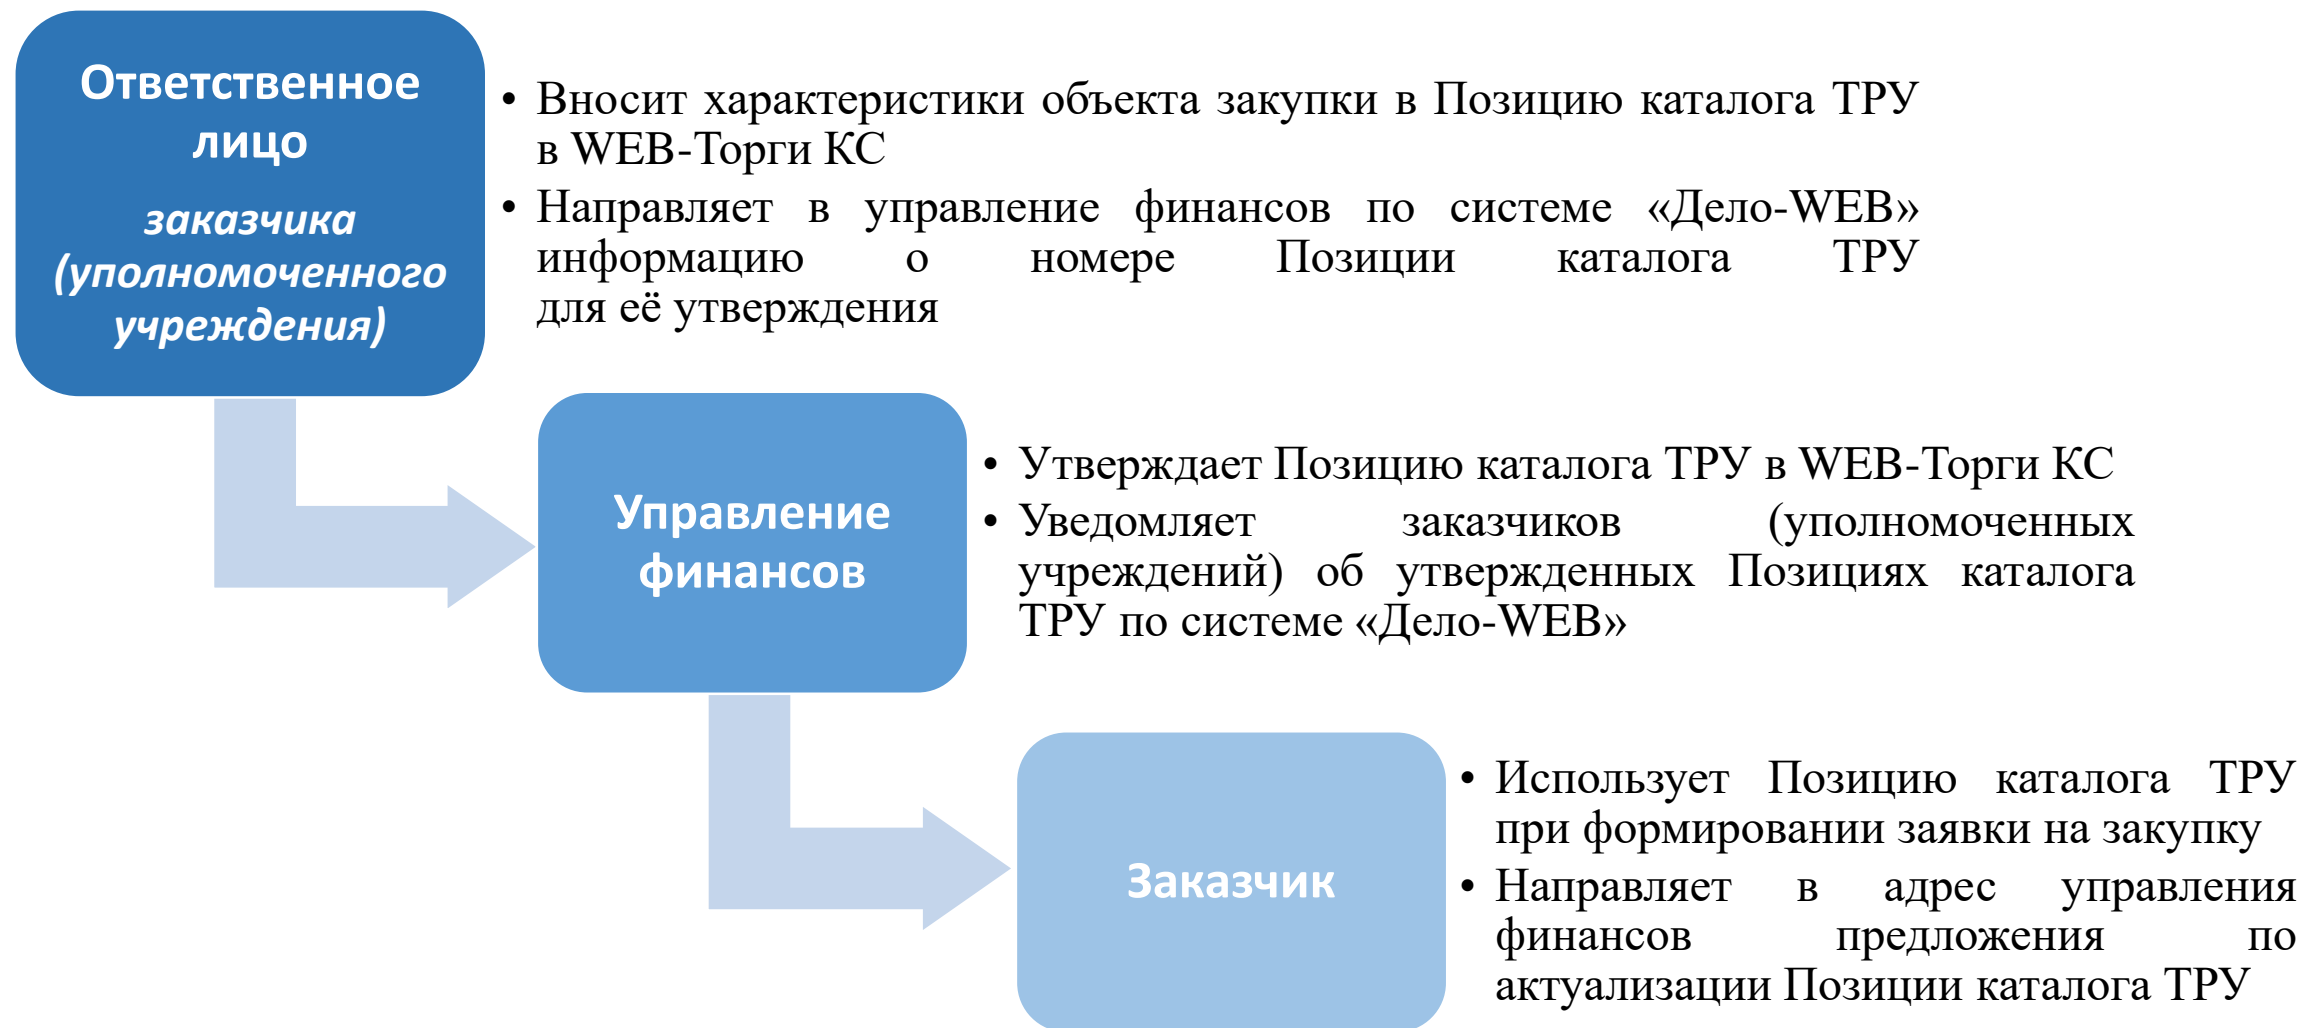 Ответственное
лицо
заказчика
(уполномоченного
учреждения)
• Вносит характеристики объекта закупки в Позицию каталога ТРУ
в WEB-Торги КС
• Направляет в управление финансов по системе «Дело-WEB»
информацию о номере Позиции каталога ТРУ
для её утверждения
Управление
финансов
• Утверждает Позицию каталога ТРУ в WEB-Торги КС
• Уведомляет заказчиков (уполномоченных
учреждений) об утвержденных Позициях каталога
ТРУ по системе «Дело-WEB»
Заказчик
• Использует Позицию каталога ТРУ
при формировании заявки на закупку
• Направляет в адрес управления
финансов предложения по
актуализации Позиции каталога ТРУ